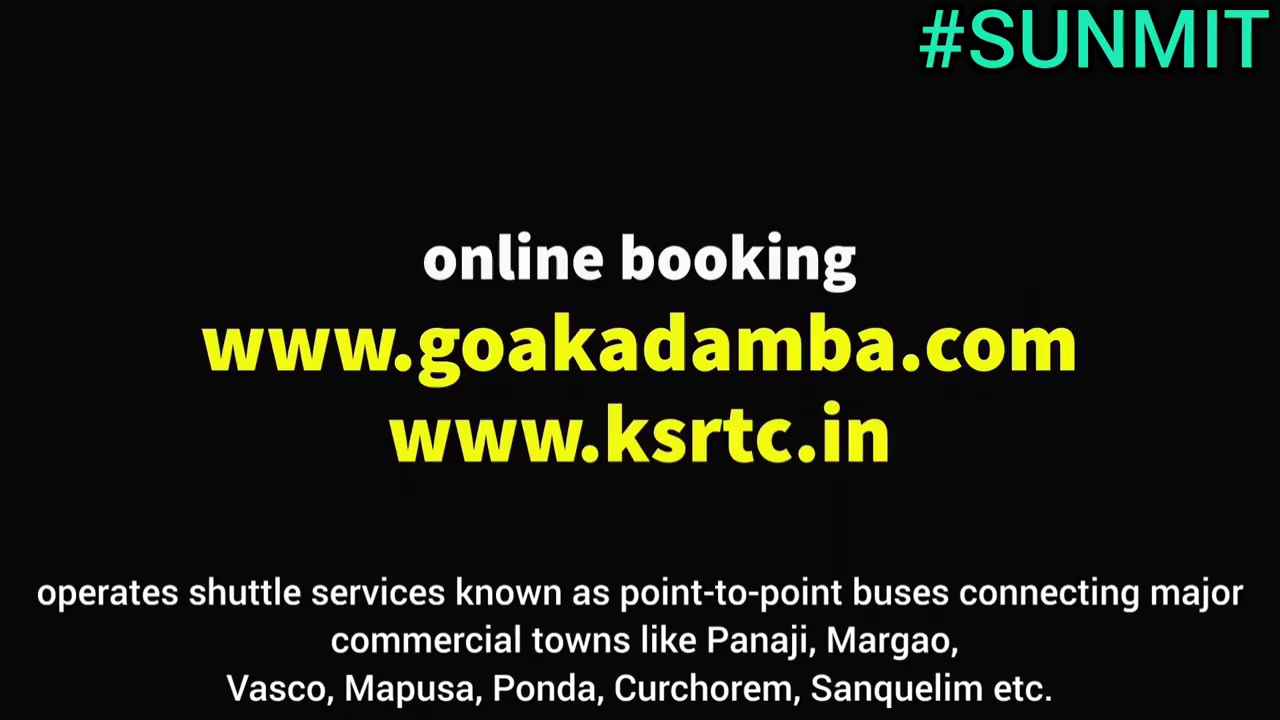 #SUNMIT
online booking
www.goakadamba.com
www.ksrtc.in
operates shuttle services known as point-to-point buses connecting major
commercial towns like Panaji, Margao,
Vasco, Mapusa, Ponda, Curchorem, Sanquelim etc.